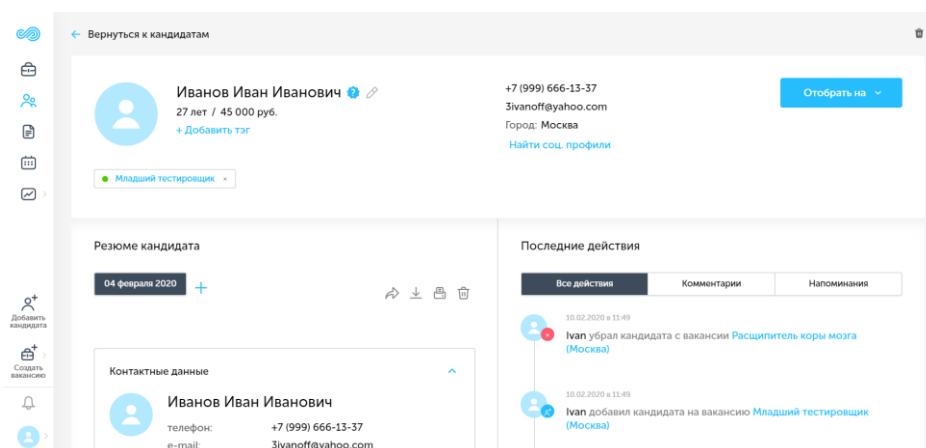 Вернуться к кандидатам
Иванов Иван Иванович ?
27 лет / 45 000 руб.
+ Добавить тэг
+7 (999) 666-13-37
3ivanoff@yahoo.com
Город: Москва
Найти соц. профили
Отобрать на
Младший тестировщик ×
Резюме кандидата
04 февраля 2020 +
Последние действия
Все действия Комментарии Напоминания
10.02.2020 в 11:49
Ivan убрал кандидата с вакансии Расщипитель коры мозга
(Москва)
10.02.2020 в 11:49
Ivan добавил кандидата на вакансию Младший тестировщик
(Москва)
Контактные данные
Иванов Иван Иванович
телефон: +7 (999) 666-13-37
e-mail: 3ivanoff@yahoo.com
Добавить
кандидата
Создать
вакансию